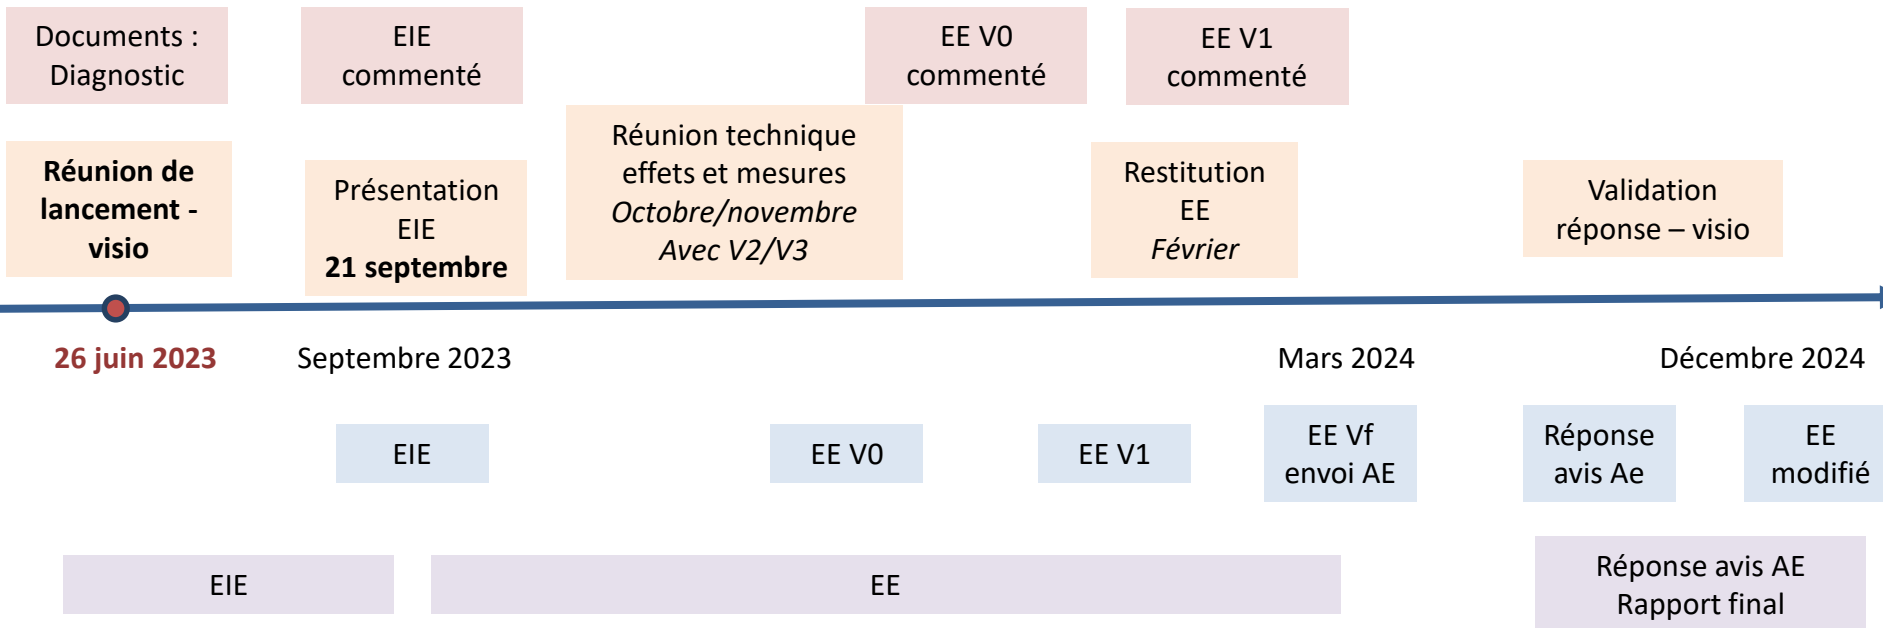 Documents :
Diagnostic
EIE
commenté
EE V0
commenté
EE V1
commenté
Réunion de
lancement -
visio
Présentation
EIE
21 septembre
Réunion technique
effets et mesures
Octobre/novembre
Avec V2/V3
Restitution
EE
Février
Validation
réponse – visio
26 juin 2023
Septembre 2023
Mars 2024
Décembre 2024
EIE
EE V0
EE V1
EE Vf
envoi AE
Réponse
avis Ae
EE
modifié
EIE
EE
Réponse avis AE
Rapport final